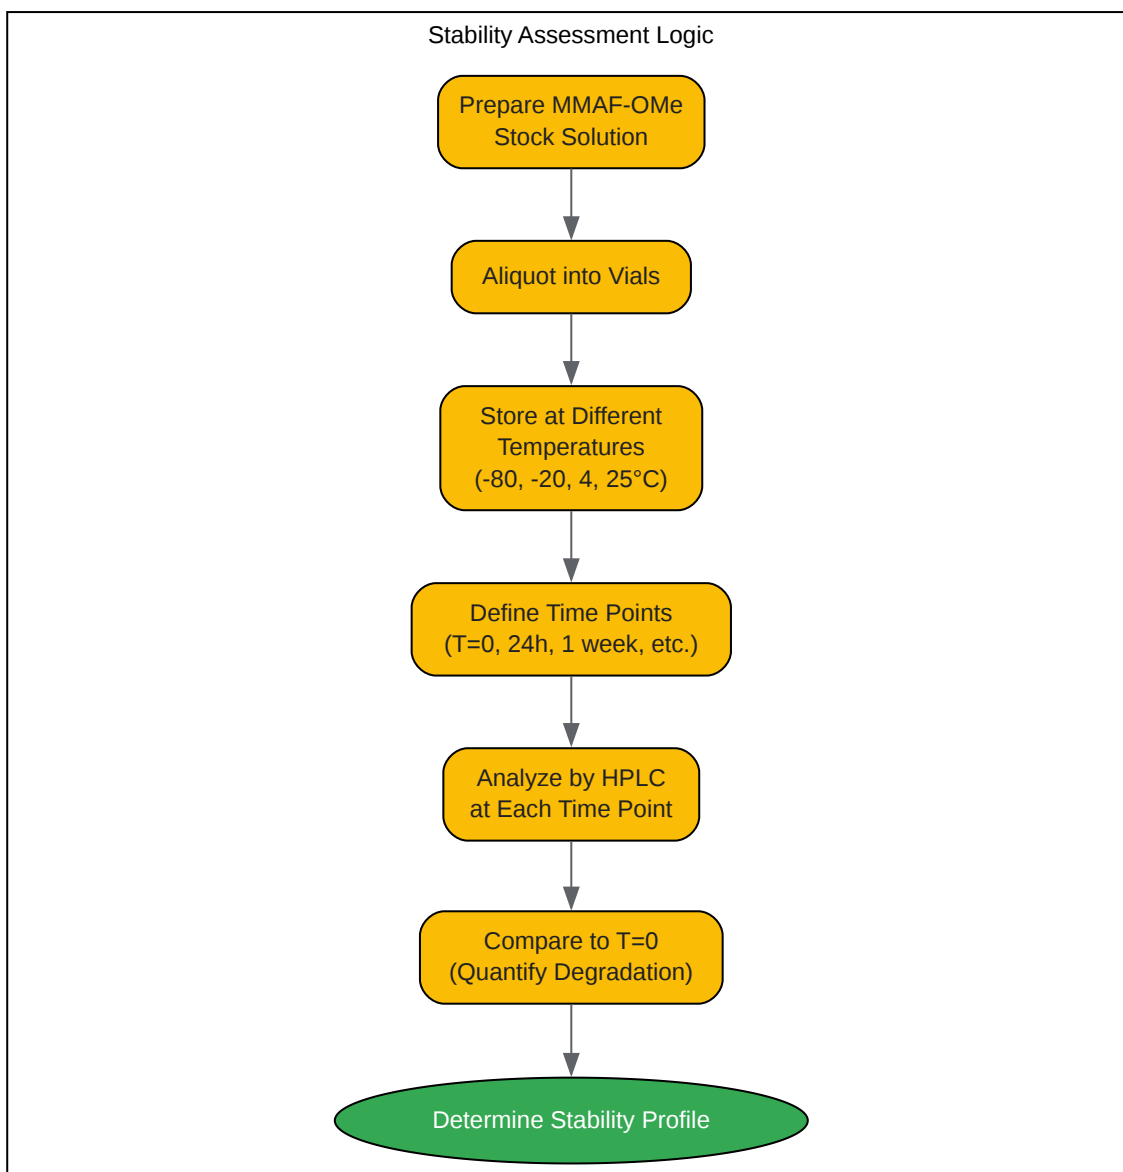 Stability Assessment Logic
Prepare MMAF-OMe
Stock Solution
Aliquot into Vials
Store at Different
Temperatures
(-80, -20, 4, 25°C)
Define Time Points
(T=0, 24h, 1 week, etc.)
Analyze by HPLC
at Each Time Point
Compare to T=0
(Quantify Degradation)
Determine Stability Profile